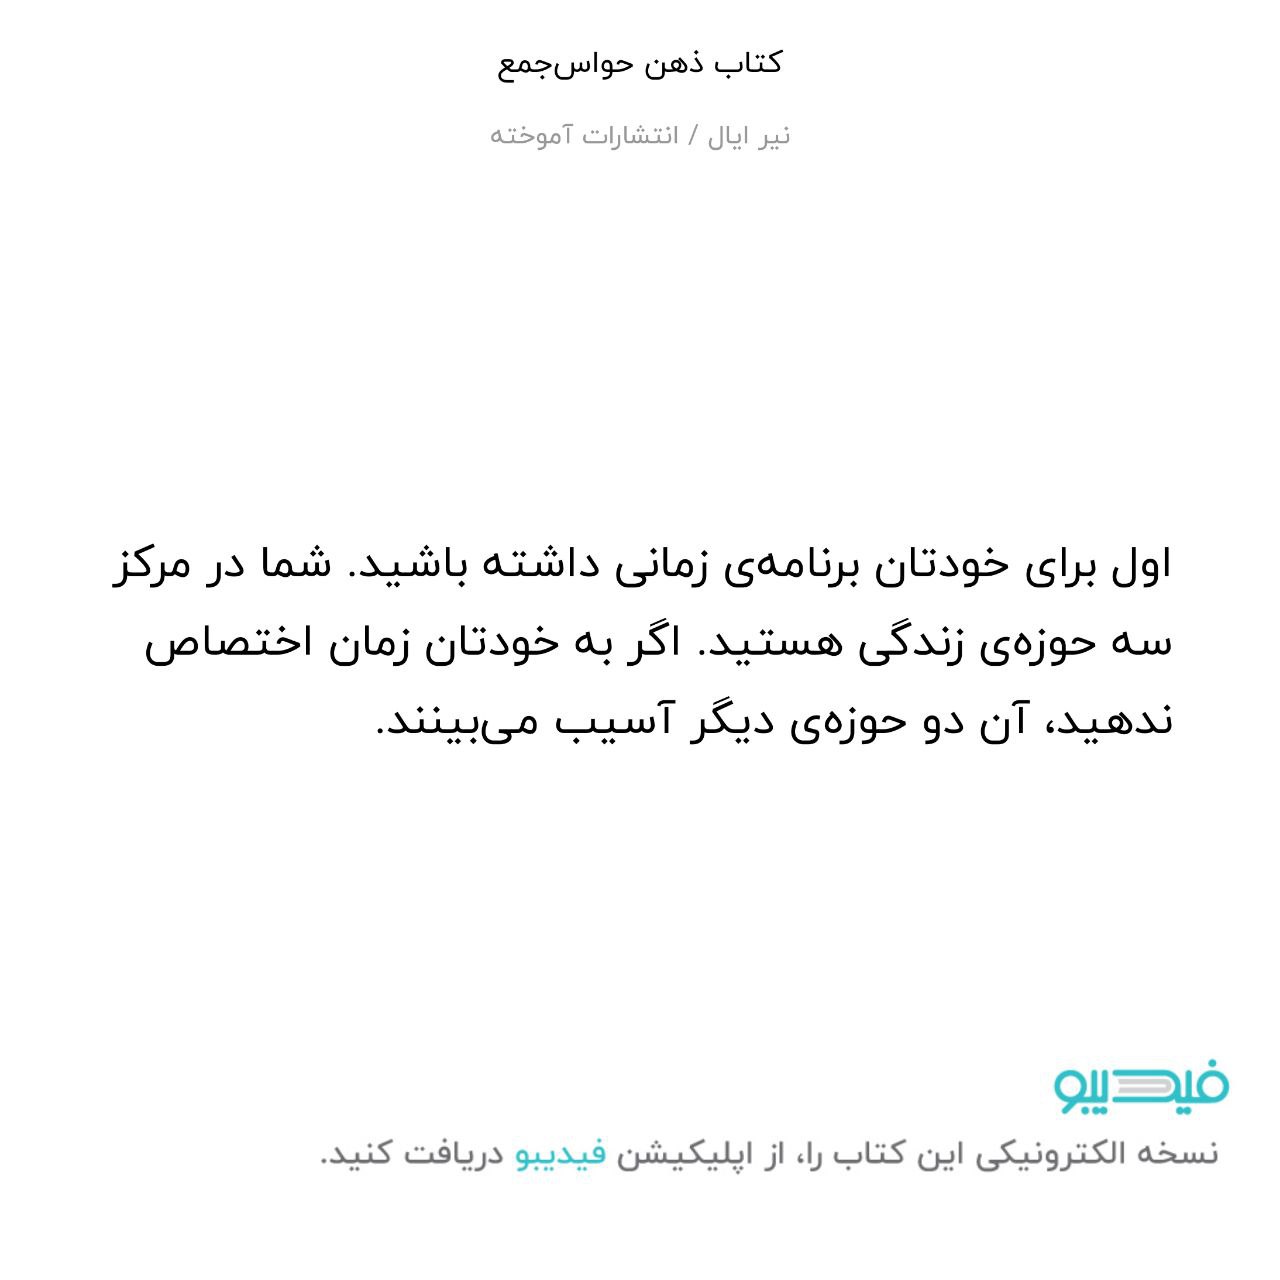 کتاب ذهن حواس‌جمع
نیر ایال / انتشارات آموخته
اول برای خودتان برنامه‌ی زمانی داشته باشید. شما در مرکز
سه حوزه‌ی زندگی هستید. اگر به خودتان زمان اختصاص
ندهید، آن دو حوزه‌ی دیگر آسیب می‌بینند.
فیدیبو
نسخه الکترونیکی این کتاب را، از اپلیکیشن فیدیبو دریافت کنید.